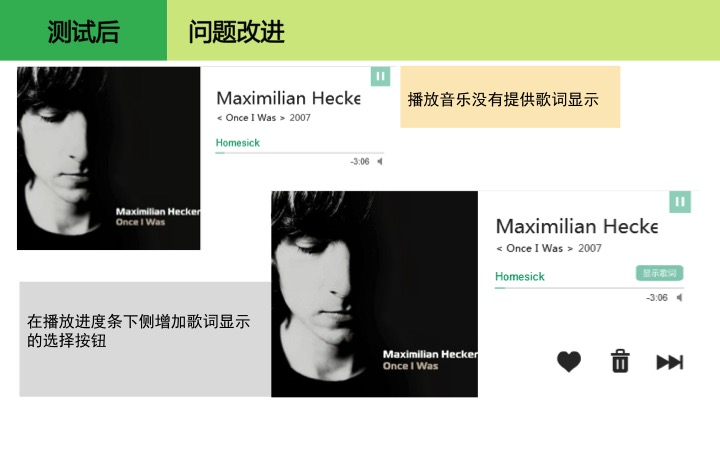 测试后
问题改进
Maximilian Hecke
< Once I Was > 2007
Homesick
-3:06
Maximilian Hecker
Once I Was
播放音乐没有提供歌词显示
Maximilian Hecke
< Once I Was > 2007
Homesick
显示歌词
-3:06
Maximilian Hecker
Once I Was
在播放进度条下侧增加歌词显示
的选择按钮